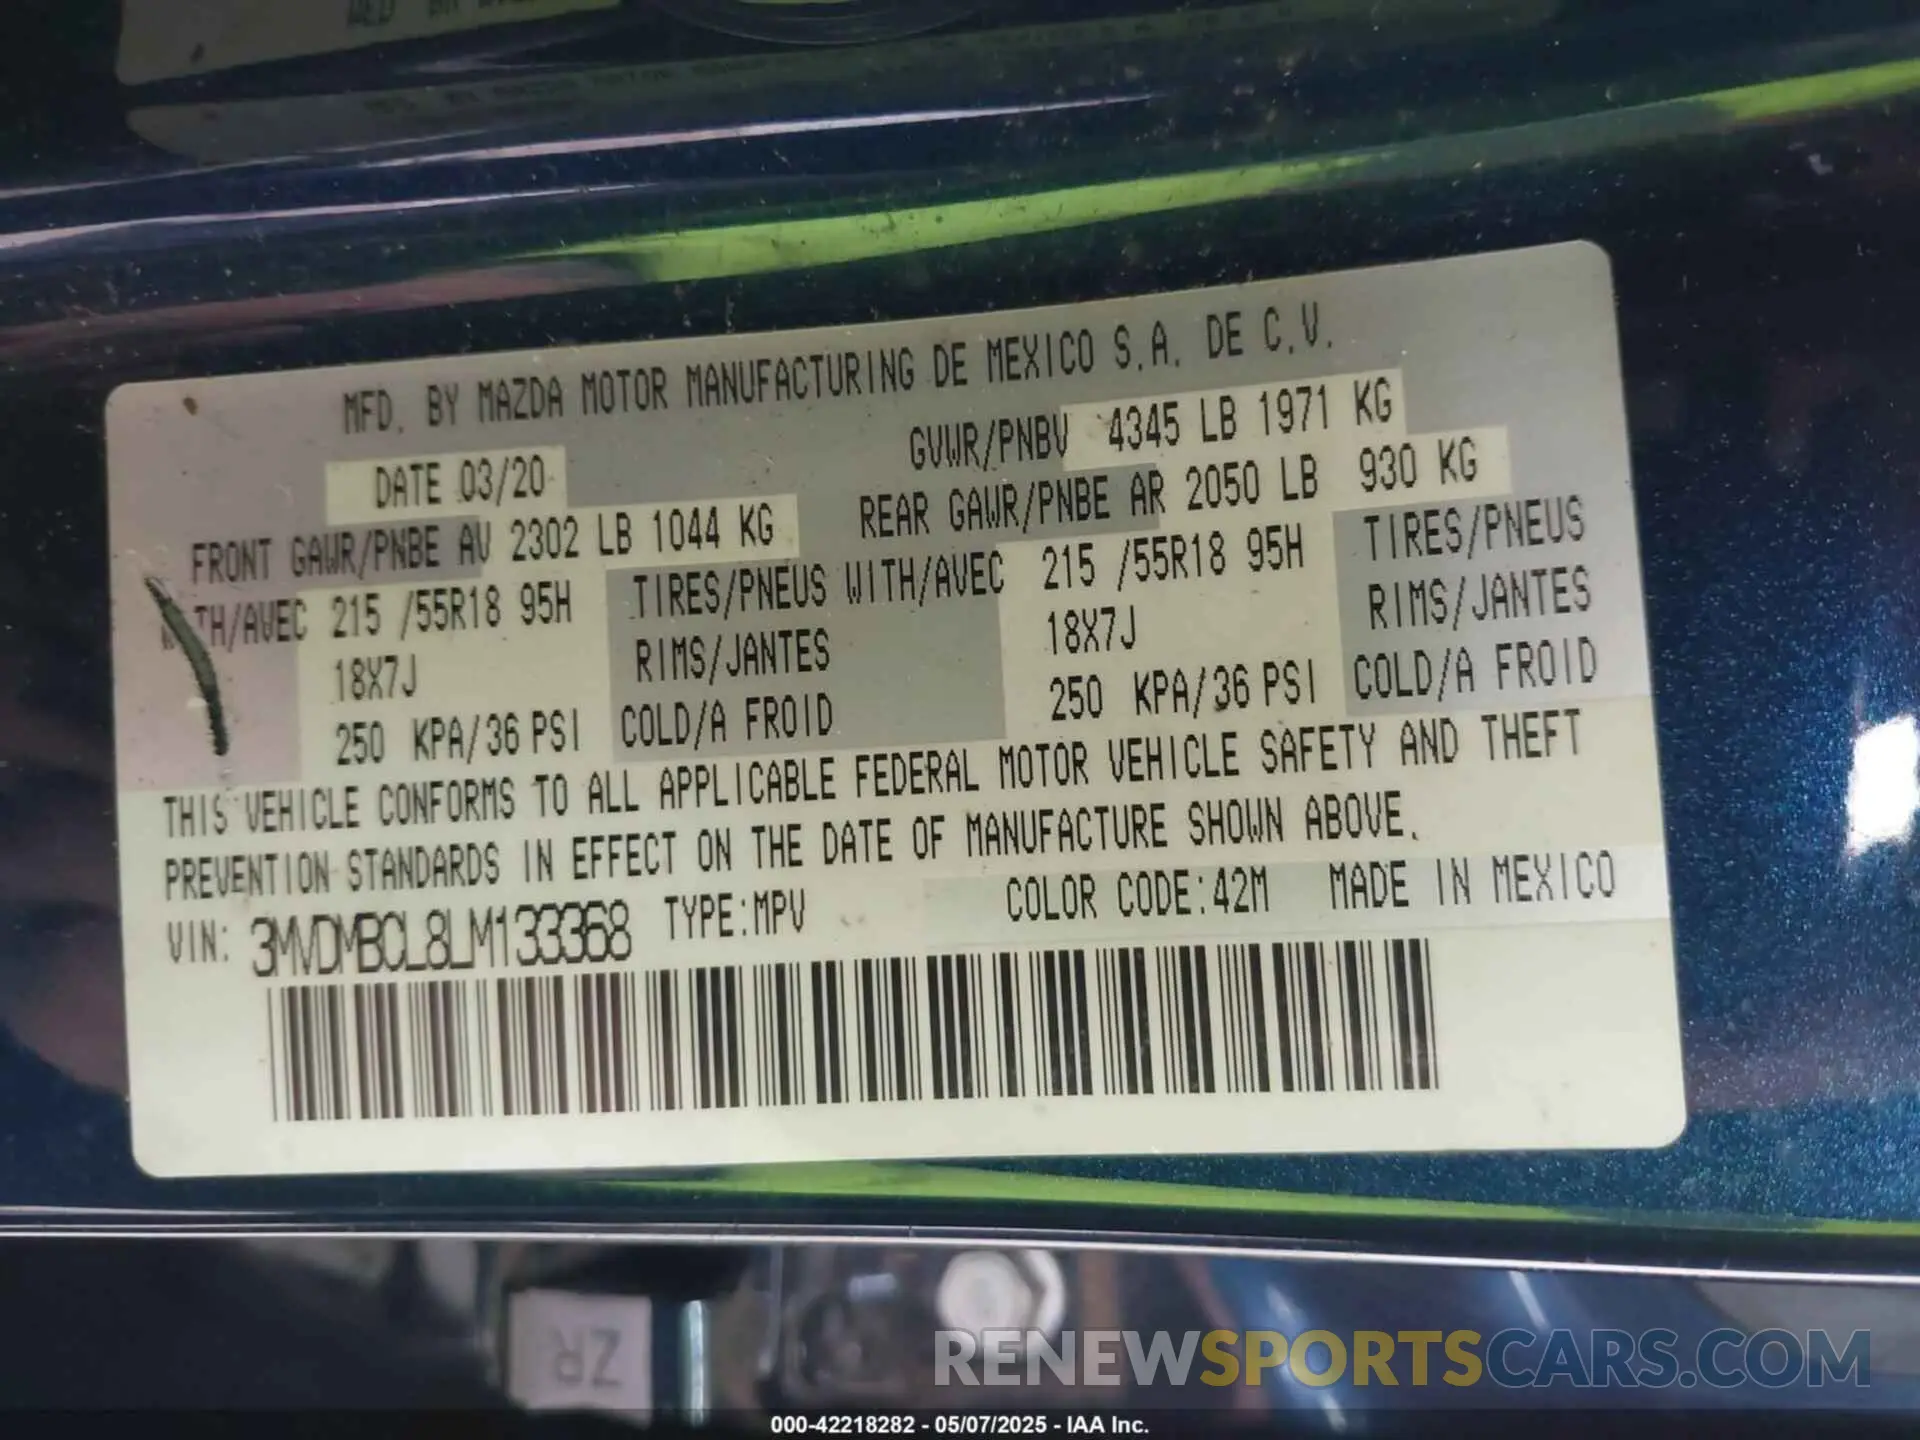 MFD. BY MAZDA MOTOR MANUFACTURING DE MEXICO S.A. DE C.V.
DATE 03/20 GVWR/PNBV 4345 LB 1971 KG
FRONT GAWR/PNBE AV 2302 LB 1044 KG REAR GAWR/PNBE AR 2050 LB 930 KG
WITH/AVEC 215 /55R18 95H TIRES/PNEUS WITH/AVEC 215 /55R18 95H TIRES/PNEUS
18X7J RIMS/JANTES 18X7J RIMS/JANTES
250 KPA/36 PSI COLD/A FROID 250 KPA/36 PSI COLD/A FROID
THIS VEHICLE CONFORMS TO ALL APPLICABLE FEDERAL MOTOR VEHICLE SAFETY AND THEFT
PREVENTION STANDARDS IN EFFECT ON THE DATE OF MANUFACTURE SHOWN ABOVE.
VIN: 3MVDMBCL8LM133368 TYPE:MPV COLOR CODE:42M MADE IN MEXICO
ZR
RENEWSPORTSCARS.COM
000-42218282 - 05/07/2025 - IAA Inc.